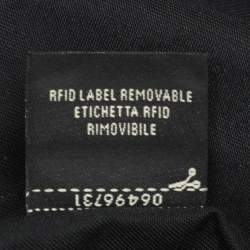 RFID LABEL REMOVABLE
ETICHETTA RFID
RIMOVIBILE
06496731